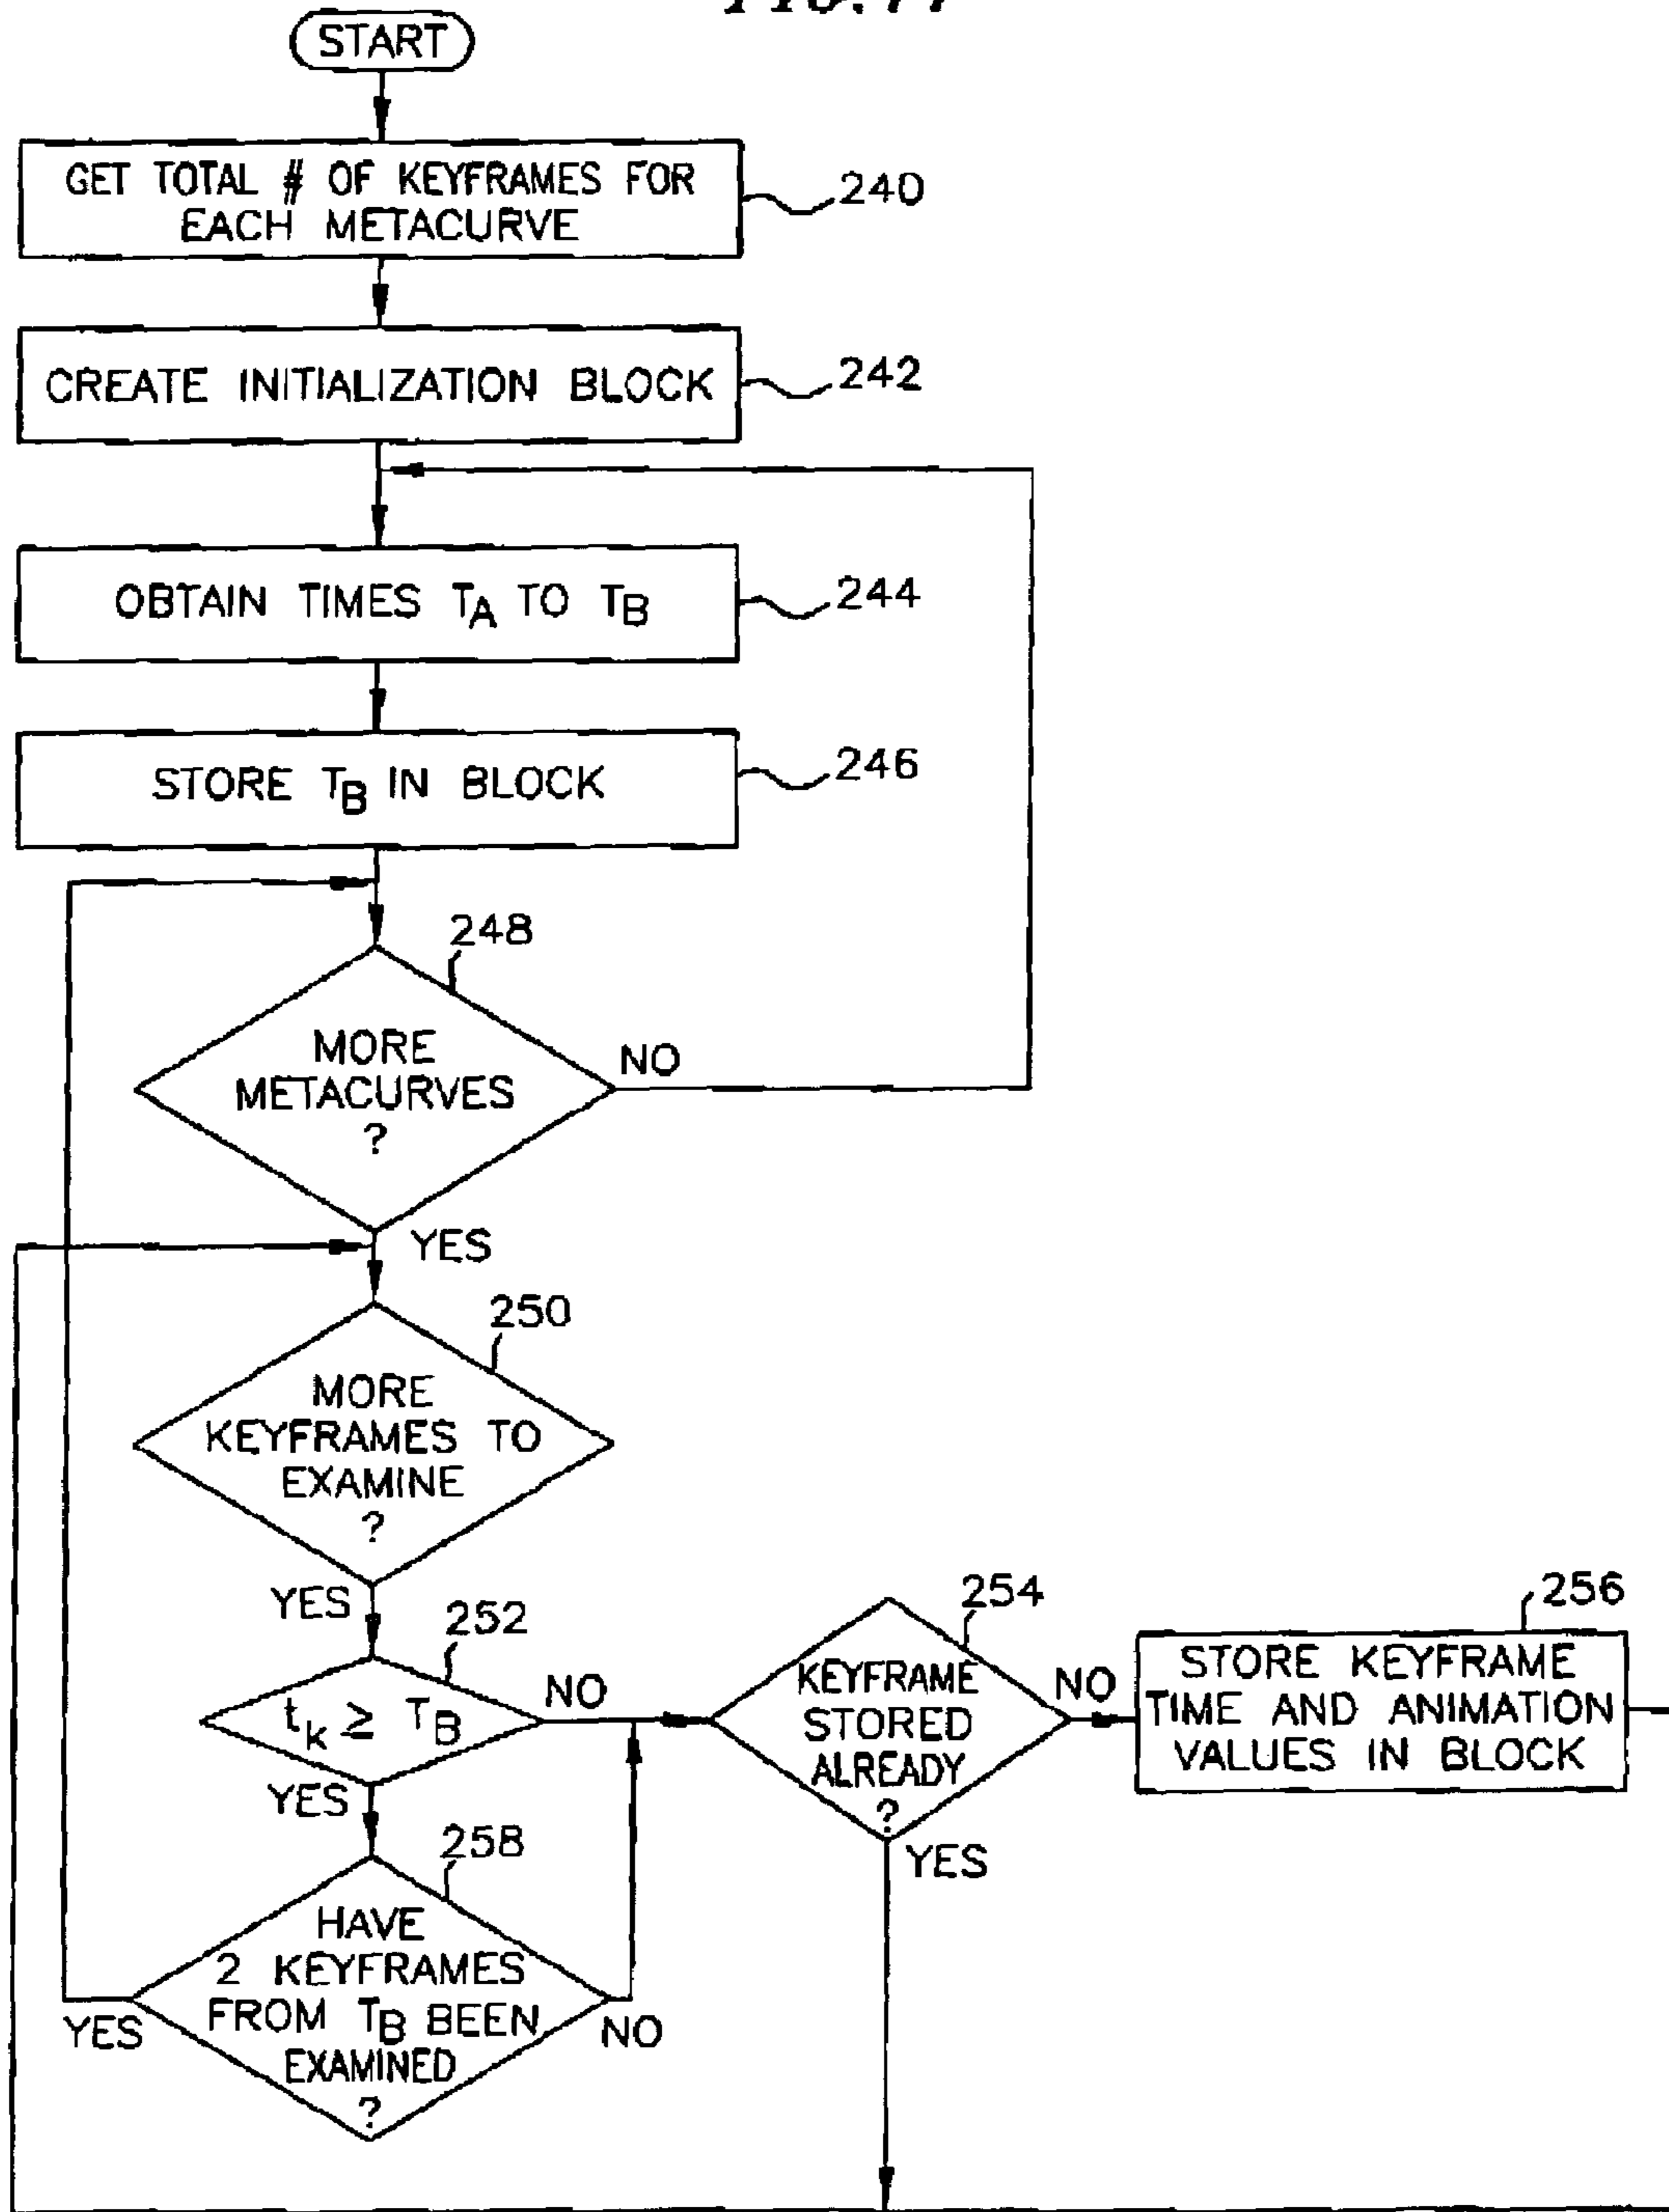 START
GET TOTAL # OF KEYFRAMES FOR
EACH METACURVE
240
CREATE INITIALIZATION BLOCK
242
OBTAIN TIMES TA TO TB
244
STORE TB IN BLOCK
246
248
MORE
METACURVES
?
NO
YES
250
MORE
KEYFRAMES TO
EXAMINE
?
YES
252
tk ≥ TB
NO
YES
254
KEYFRAME
STORED
ALREADY
?
NO
YES
256
STORE KEYFRAME
TIME AND ANIMATION
VALUES IN BLOCK
258
HAVE
2 KEYFRAMES
FROM TB BEEN
EXAMINED
?
YES
NO